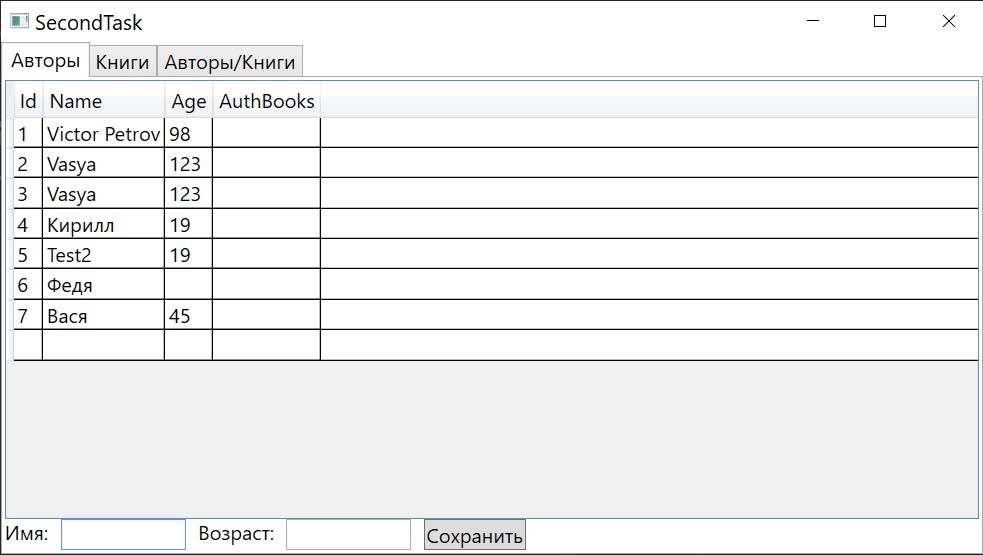 SecondTask
Авторы Книги Авторы/Книги
Id Name Age AuthBooks
1 Victor Petrov 98
2 Vasya 123
3 Vasya 123
4 Кирилл 19
5 Test2 19
6 Федя
7 Вася 45
Имя: Возраст: Сохранить